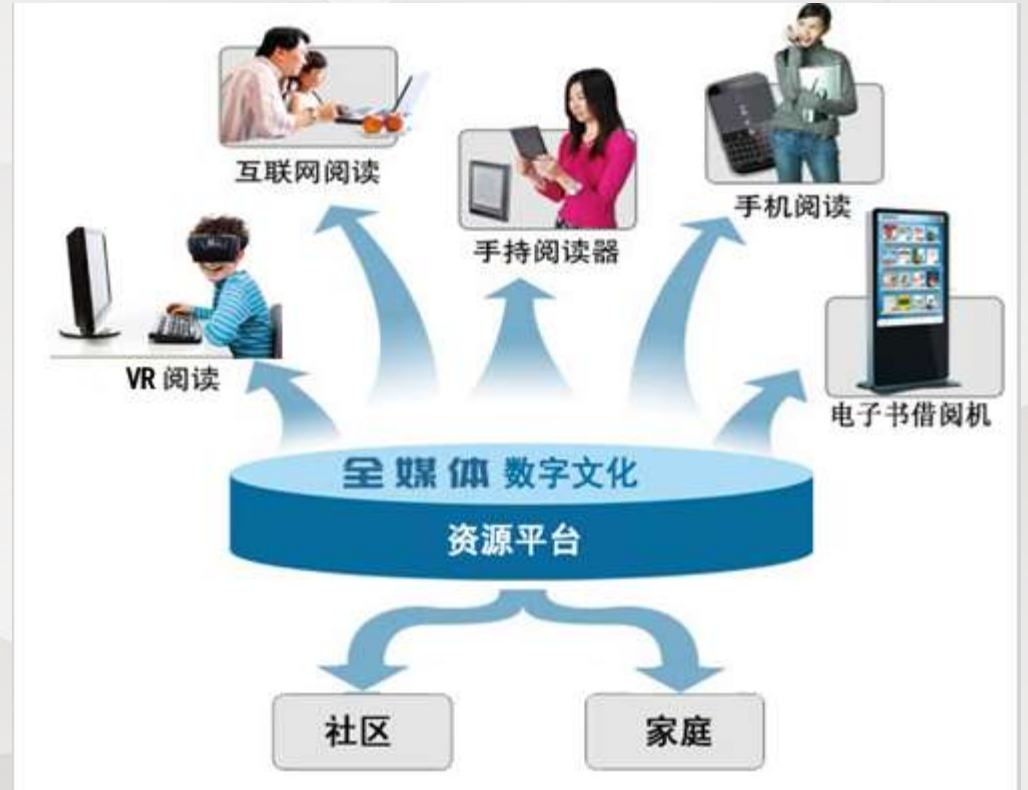 互联网阅读
手持阅读器
手机阅读
VR 阅读
电子书借阅机
全媒体 数字文化
资源平台
社区
家庭